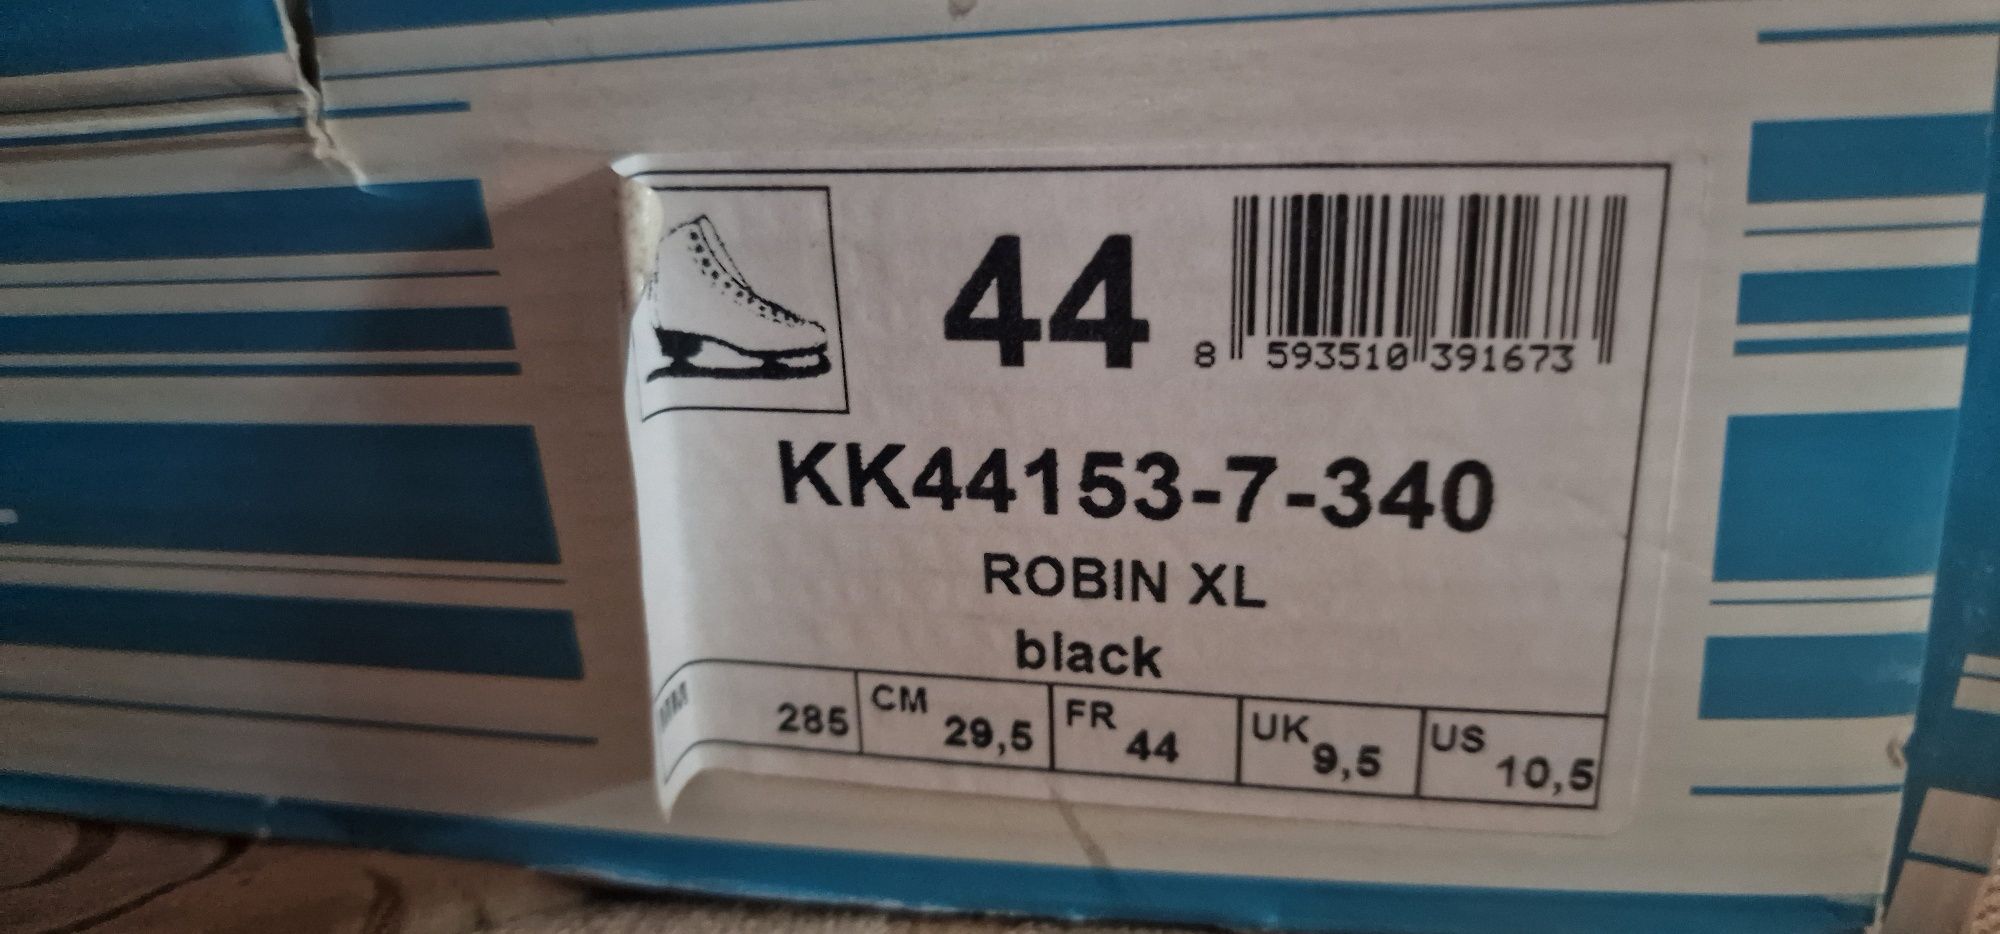 44
8 593510 391673
KK44153-7-340
ROBIN XL
black
MM 285 CM 29,5 FR 44 UK 9,5 US 10,5